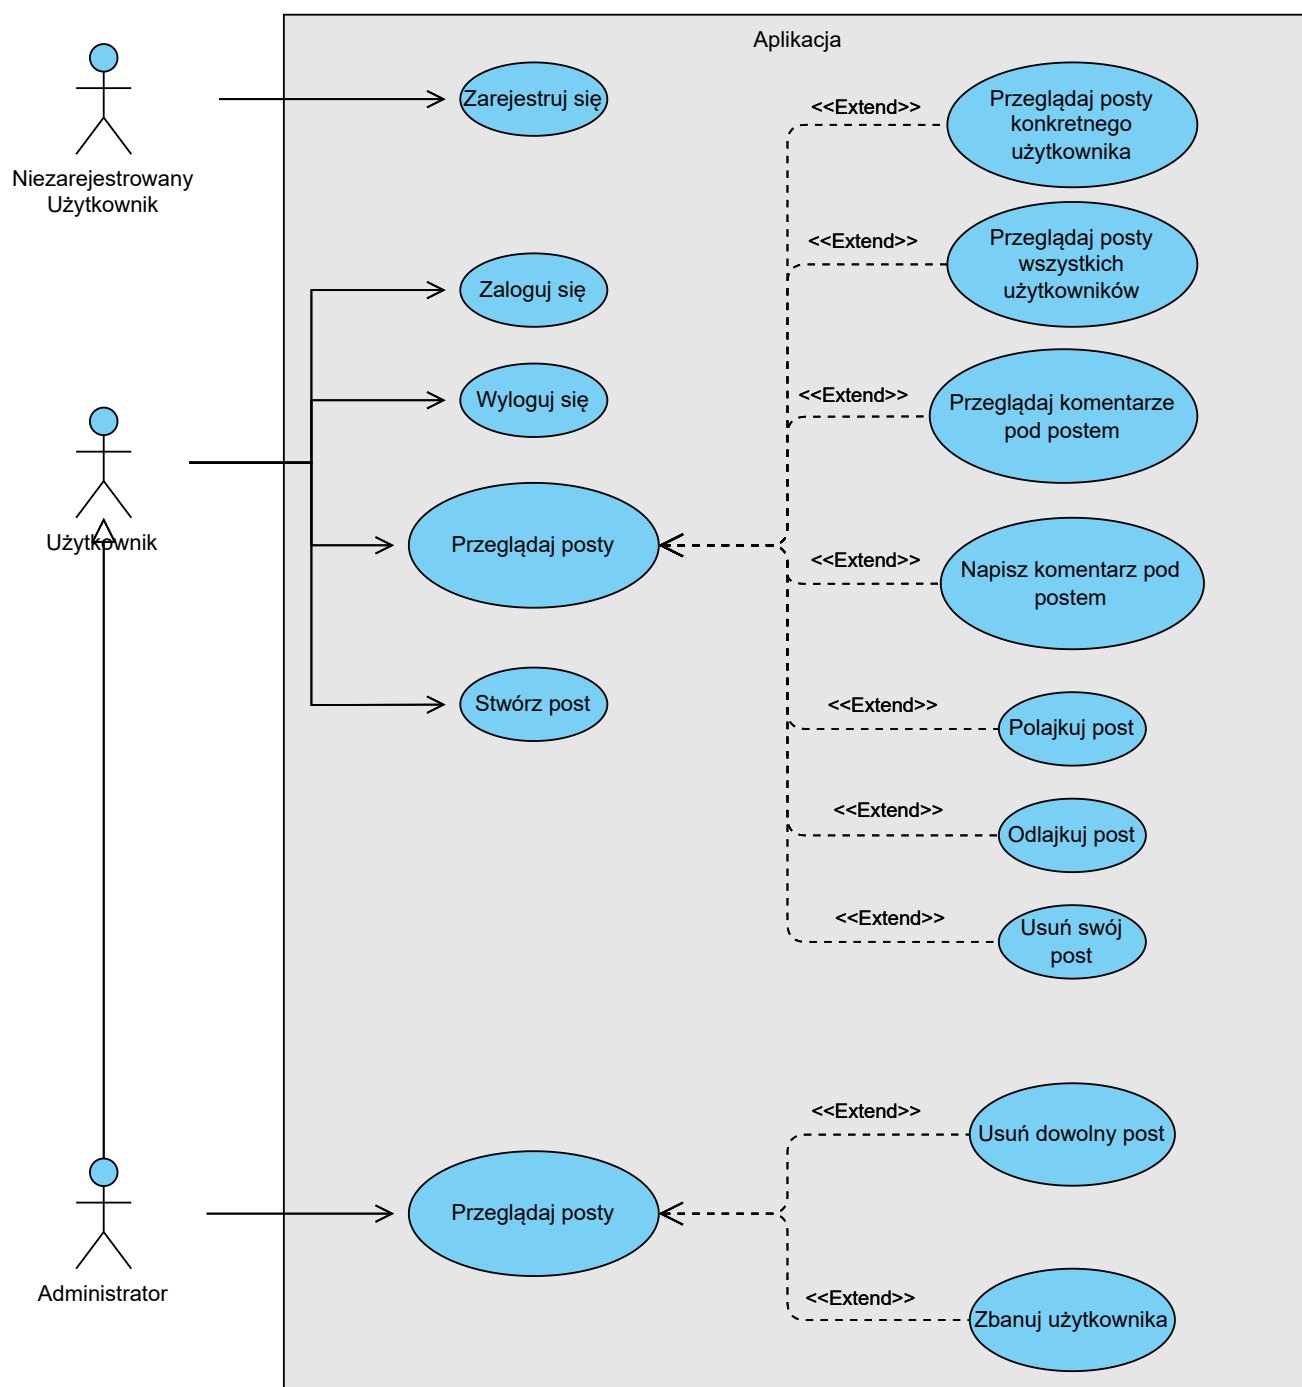 Aplikacja
Niezarejestrowany
Użytkownik
Zarejestruj się
<<Extend>>
Przeglądaj posty
konkretnego
użytkownika
Zaloguj się
<<Extend>>
Przeglądaj posty
wszystkich
użytkowników
Wyloguj się
<<Extend>>
Przeglądaj komentarze
pod postem
Użytkownik
Przeglądaj posty
<<Extend>>
Napisz komentarz pod
postem
Stwórz post
<<Extend>>
Polajkuj post
<<Extend>>
Odlajkuj post
<<Extend>>
Usuń swój
post
<<Extend>>
Usuń dowolny post
Administrator
Przeglądaj posty
<<Extend>>
Zbanuj użytkownika